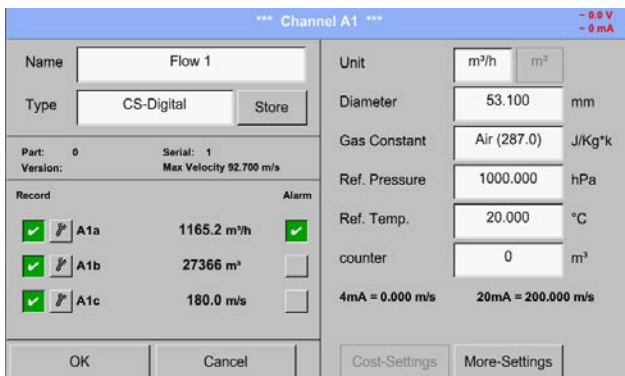 *** Channel A1 ***
~ 0.0 V
~ 0 mA
Name Flow 1
Type CS-Digital Store
Part: 0 Serial: 1
Version: Max Velocity 92.700 m/s
Record Alarm
A1a 1165.2 m³/h
A1b 27366 m³
A1c 180.0 m/s
OK Cancel
Unit m³/h m³
Diameter 53.100 mm
Gas Constant Air (287.0) J/Kg*k
Ref. Pressure 1000.000 hPa
Ref. Temp. 20.000 °C
counter 0 m³
4mA = 0.000 m/s 20mA = 200.000 m/s
Cost-Settings More-Settings